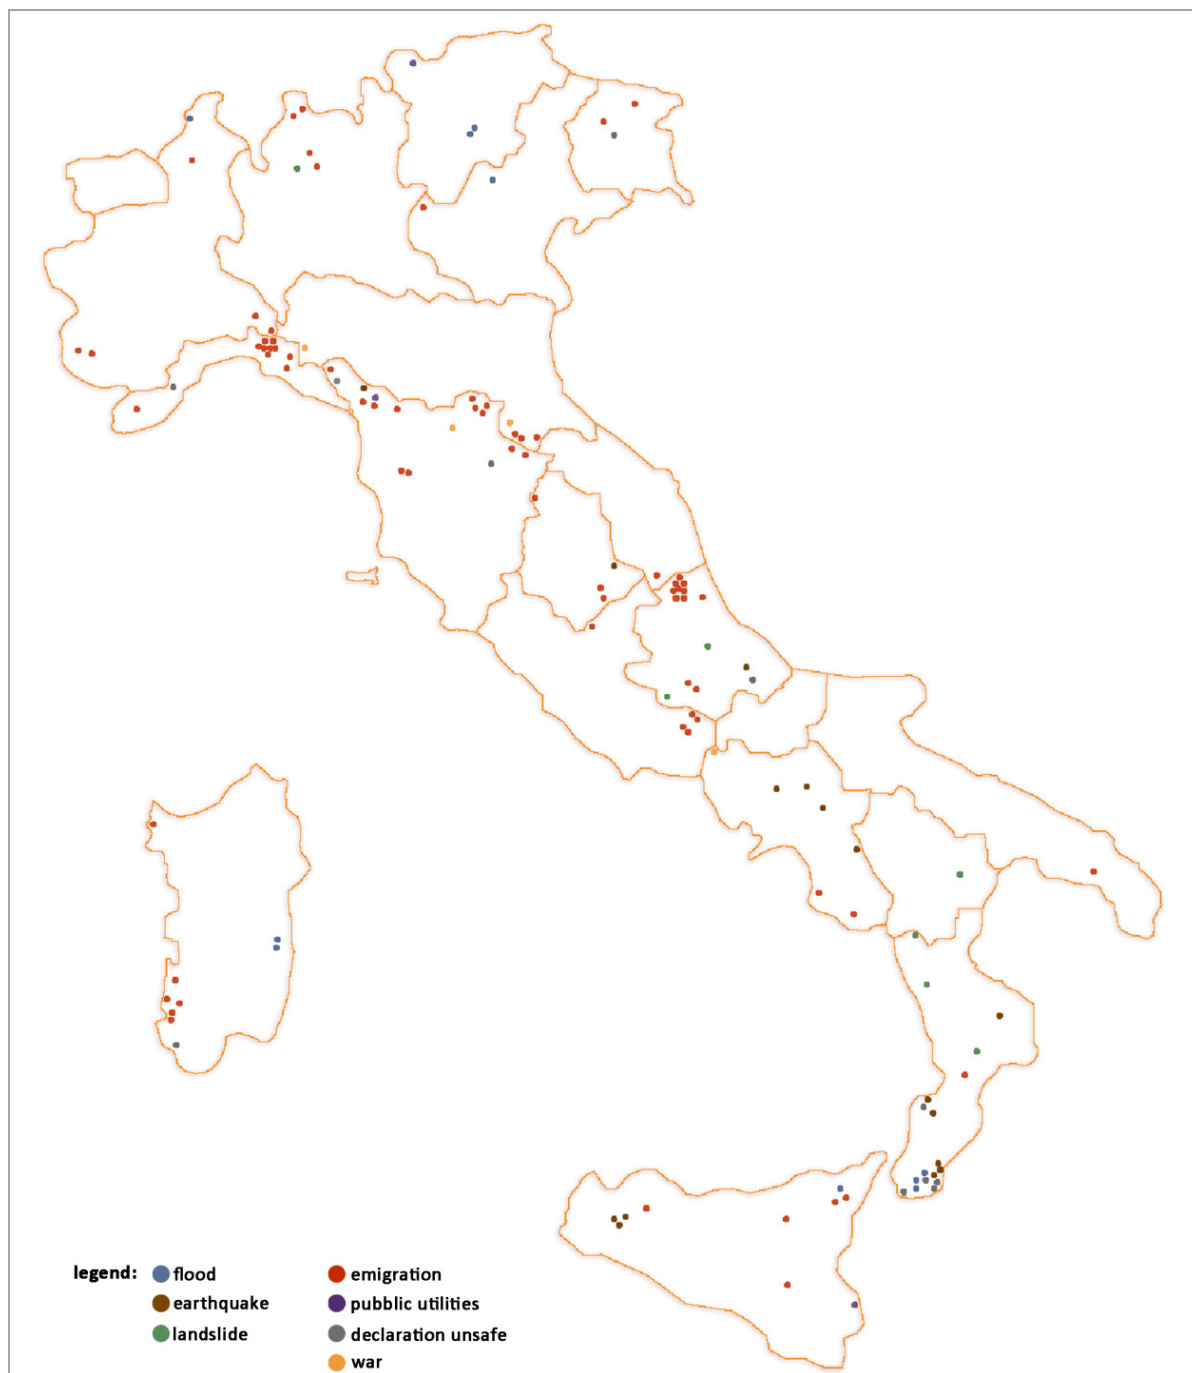 legend:
flood
emigration
earthquake
pubblic utilities
landslide
declaration unsafe
war